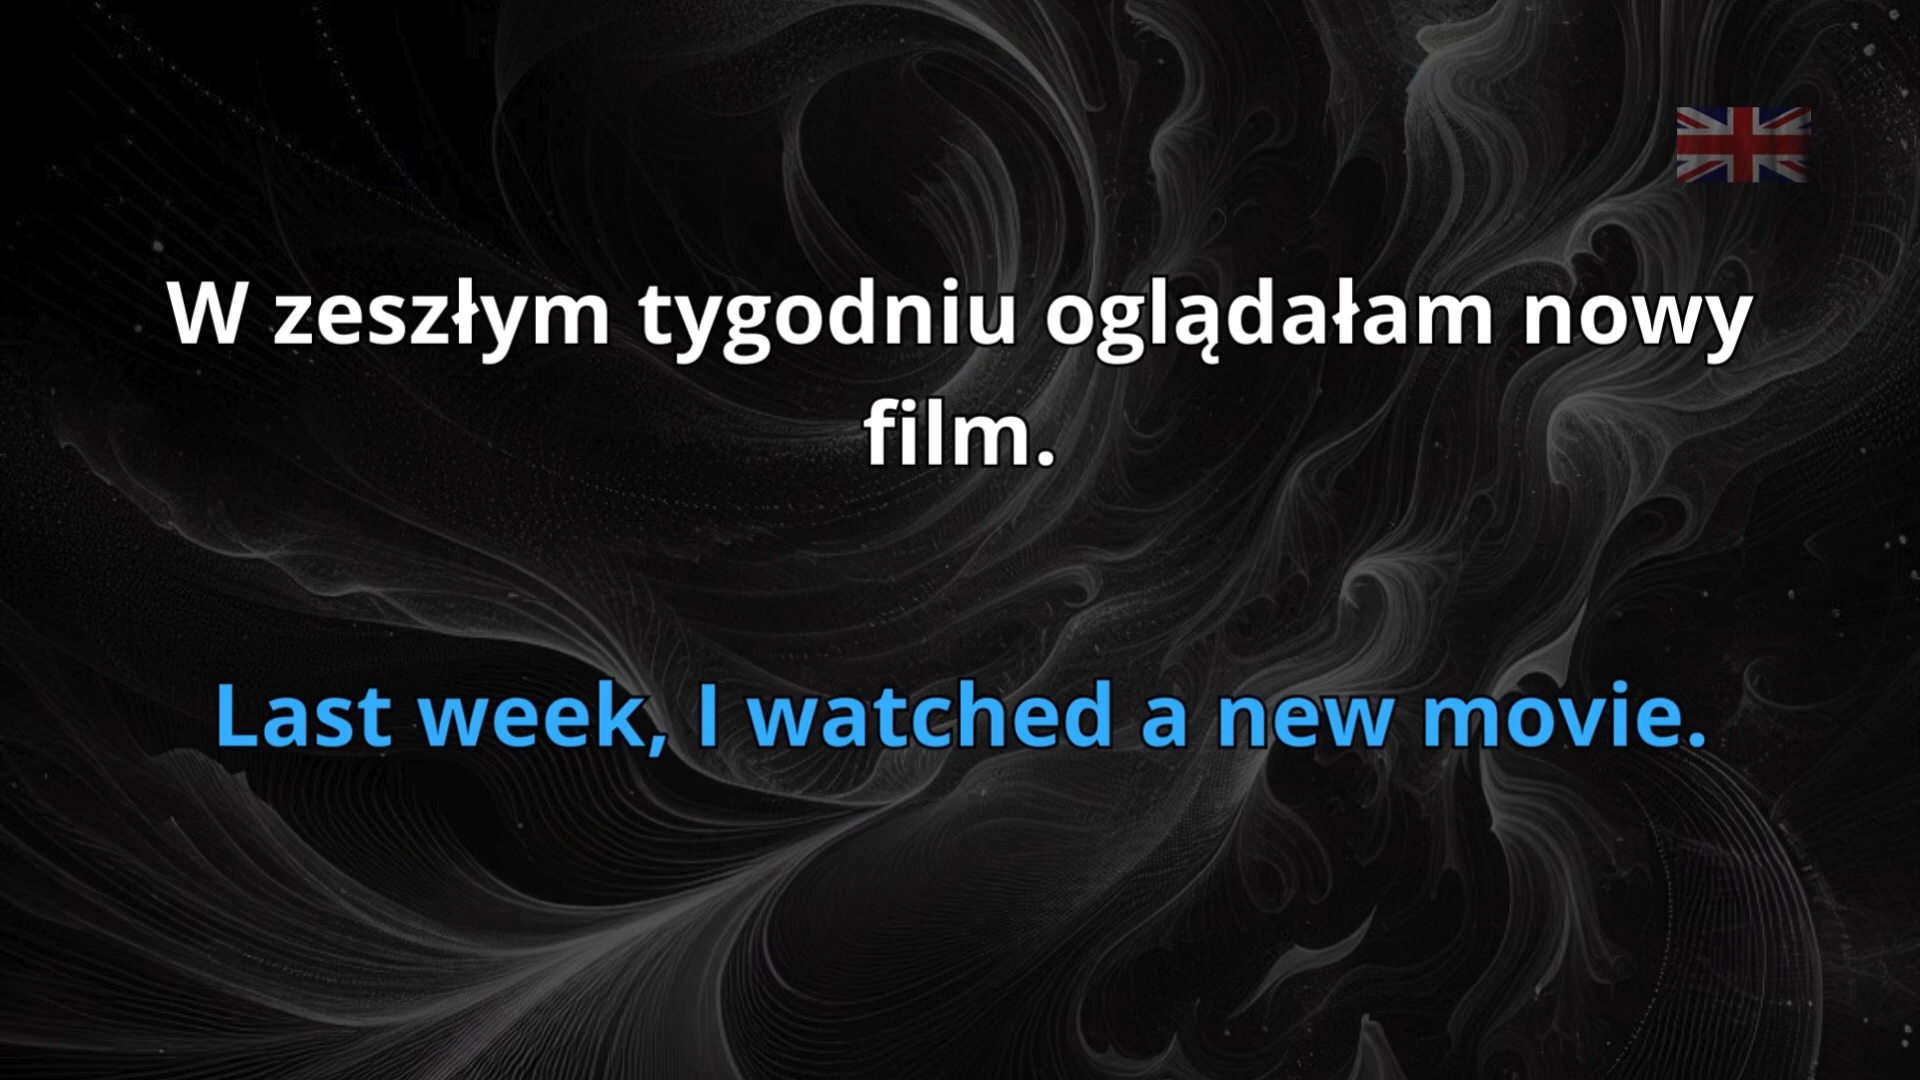 W zeszłym tygodniu oglądałam nowy
film.
Last week, I watched a new movie.